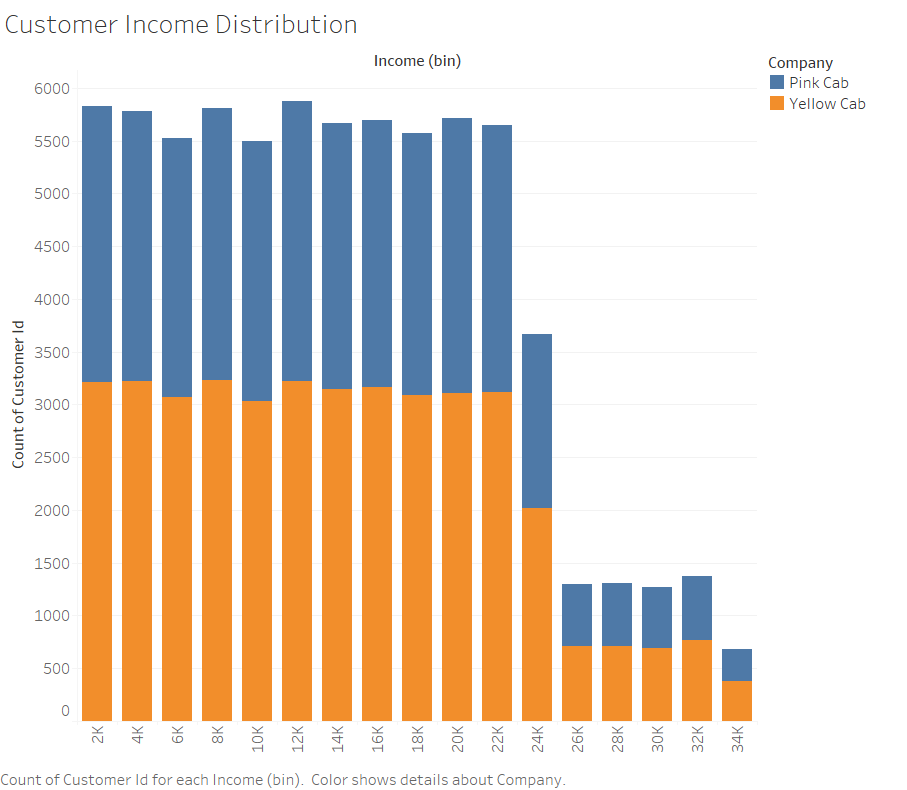 Customer Income Distribution
Income (bin)
Company
Pink Cab
Yellow Cab
Count of Customer Id
6000
5500
5000
4500
4000
3500
3000
2500
2000
1500
1000
500
0
2K
4K
6K
8K
10K
12K
14K
16K
18K
20K
22K
24K
26K
28K
30K
32K
34K
Count of Customer Id for each Income (bin).  Color shows details about Company.